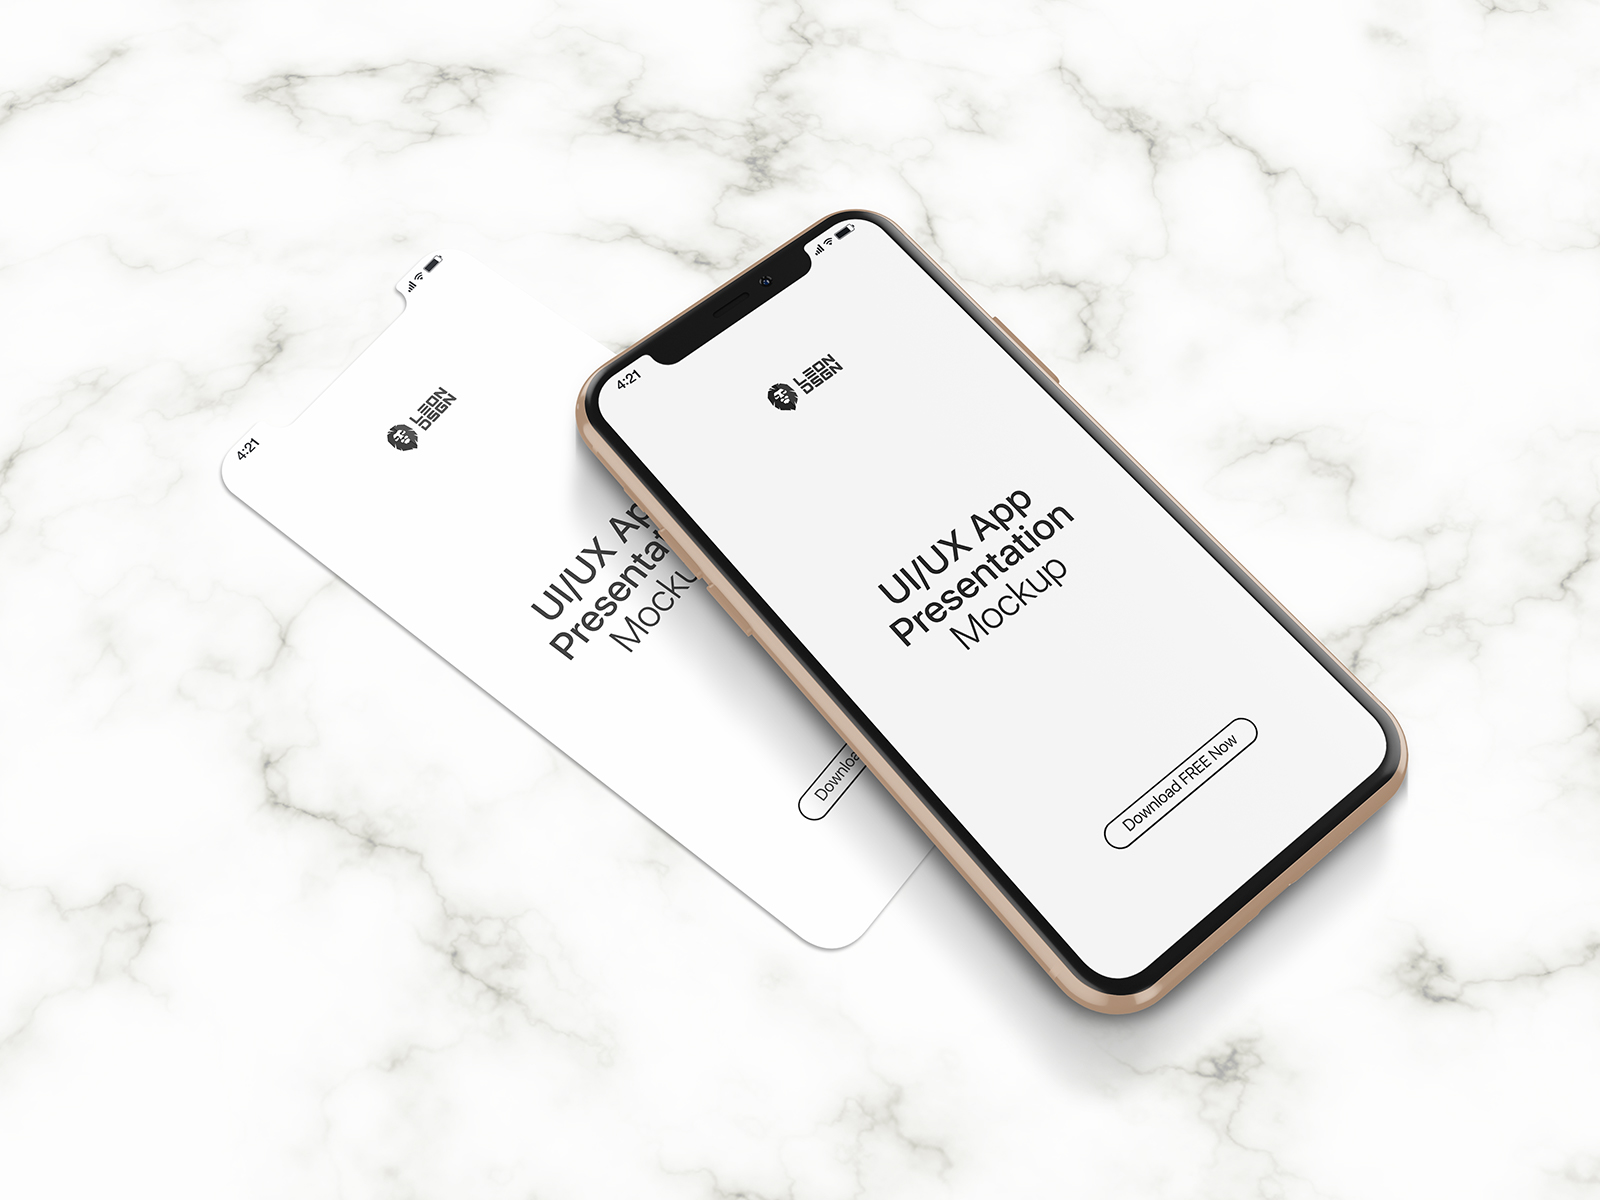 4:21
LEON
DSGN
UI/UX App
Presentation
Mockup
Download
4:21
LEON
DSGN
UI/UX App
Presentation
Mockup
Download FREE Now